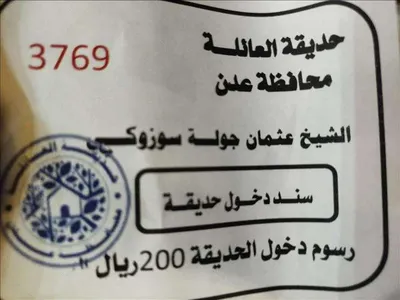 حديقة العائلة
3769
محافظة عدن
الشيخ عثمان جولة سوزوكي
سند دخول حديقة
رسوم دخول الحديقة 200 ريال